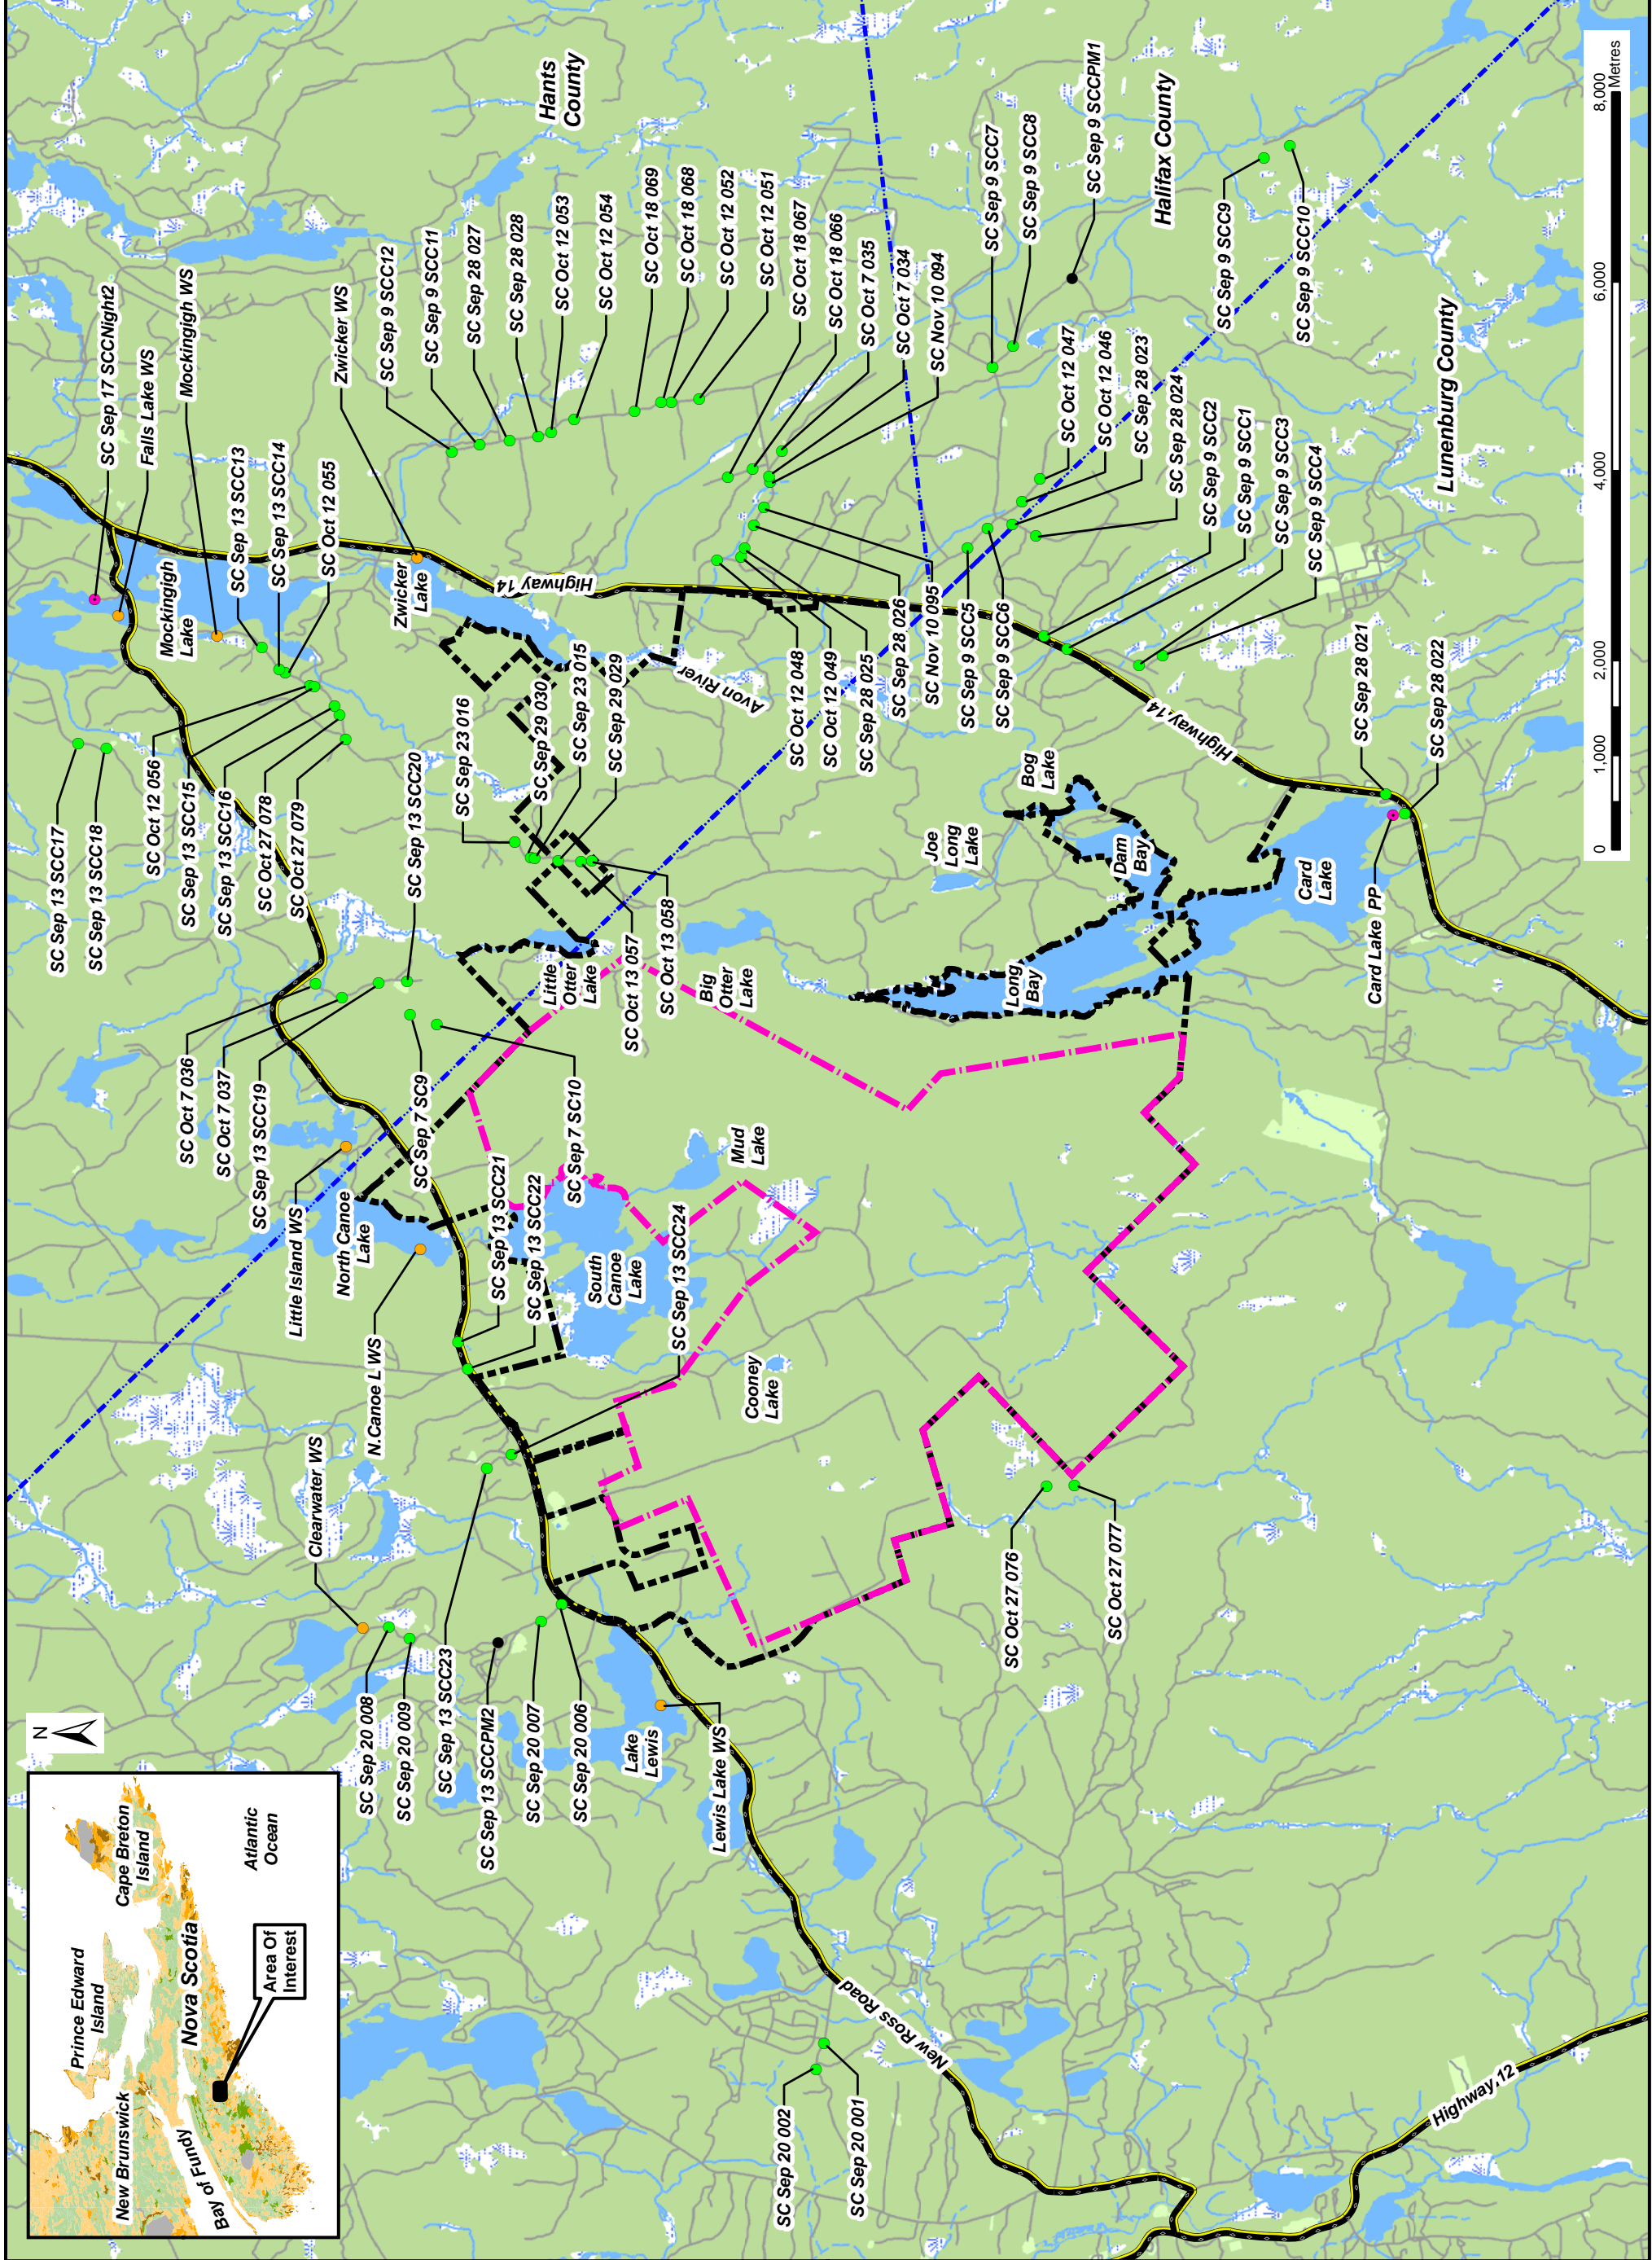 N
Prince Edward
Island
New Brunswick
Cape Breton
Island
Nova Scotia
Bay of Fundy
Atlantic
Ocean
Area Of
Interest
SC Sep 20 002
SC Sep 20 001
New Ross Road
Highway 12
Clearwater WS
SC Sep 20 008
SC Sep 20 009
SC Sep 13 SCC23
SC Sep 13 SCCPM2
SC Sep 20 007
SC Sep 20 006
Lake
Lewis
Lewis Lake WS
Little Island WS
North Canoe
Lake
N.Canoe L WS
SC Sep 13 SCC21
SC Sep 13 SCC22
SC Sep 13 SCC24
South
Canoe
Lake
Mud
Lake
Cooney
Lake
SC Oct 27 076
SC Oct 27 077
SC Oct 7 036
SC Oct 7 037
SC Sep 13 SCC19
SC Sep 7 SC9
SC Sep 7 SC10
SC Sep 13 SCC20
SC Sep 13 SCC17
SC Sep 13 SCC18
SC Oct 12 056
SC Sep 13 SCC15
SC Sep 13 SCC16
SC Oct 27 078
SC Oct 27 079
SC Sep 23 016
SC Sep 29 030
SC Sep 23 015
SC Sep 29 029
SC Oct 13 057
SC Oct 13 058
Little
Otter
Lake
Big
Otter
Lake
Joe
Long
Lake
Bog
Lake
Dam
Bay
Long
Bay
Card
Lake
Card Lake PP
SC Sep 28 021
SC Sep 28 022
Highway 14
SC Sep 17 SCCNight2
Falls Lake WS
Mockingigh WS
Mockingigh
Lake
SC Sep 13 SCC13
SC Sep 13 SCC14
SC Oct 12 055
Zwicker WS
Zwicker
Lake
Highway 14
Avon River
SC Sep 9 SCC12
SC Sep 9 SCC11
SC Sep 28 027
SC Sep 28 028
SC Oct 12 053
SC Oct 12 054
SC Oct 18 069
SC Oct 18 068
SC Oct 12 052
SC Oct 12 051
SC Oct 18 067
SC Oct 18 066
SC Oct 7 035
SC Oct 7 034
SC Nov 10 094
SC Oct 12 048
SC Oct 12 049
SC Sep 28 025
SC Sep 28 026
SC Nov 10 095
SC Sep 9 SCC5
SC Sep 9 SCC6
SC Sep 9 SCC7
SC Sep 9 SCC8
SC Sep 9 SCCPM1
SC Oct 12 047
SC Oct 12 046
SC Sep 28 023
SC Sep 28 024
SC Sep 9 SCC2
SC Sep 9 SCC1
SC Sep 9 SCC3
SC Sep 9 SCC4
SC Sep 9 SCC9
SC Sep 9 SCC10
Hants
County
Halifax County
Lunenburg County
0 1,000 2,000 4,000 6,000 8,000
Metres